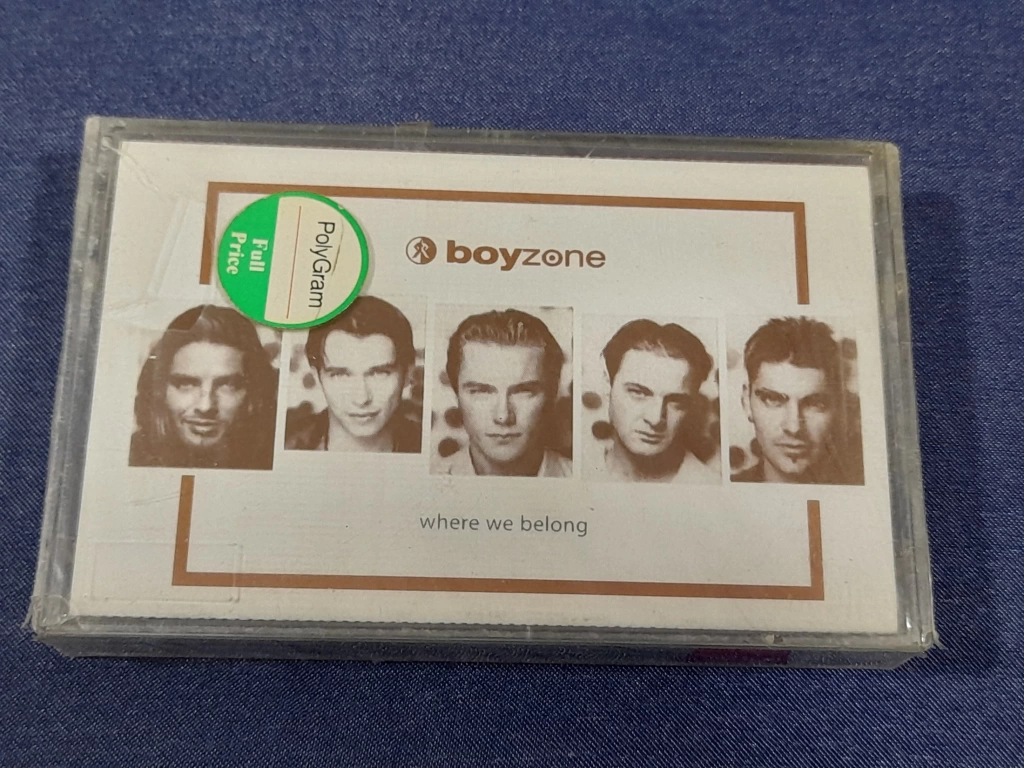 PolyGram
Full
Price
boyzone
where we belong